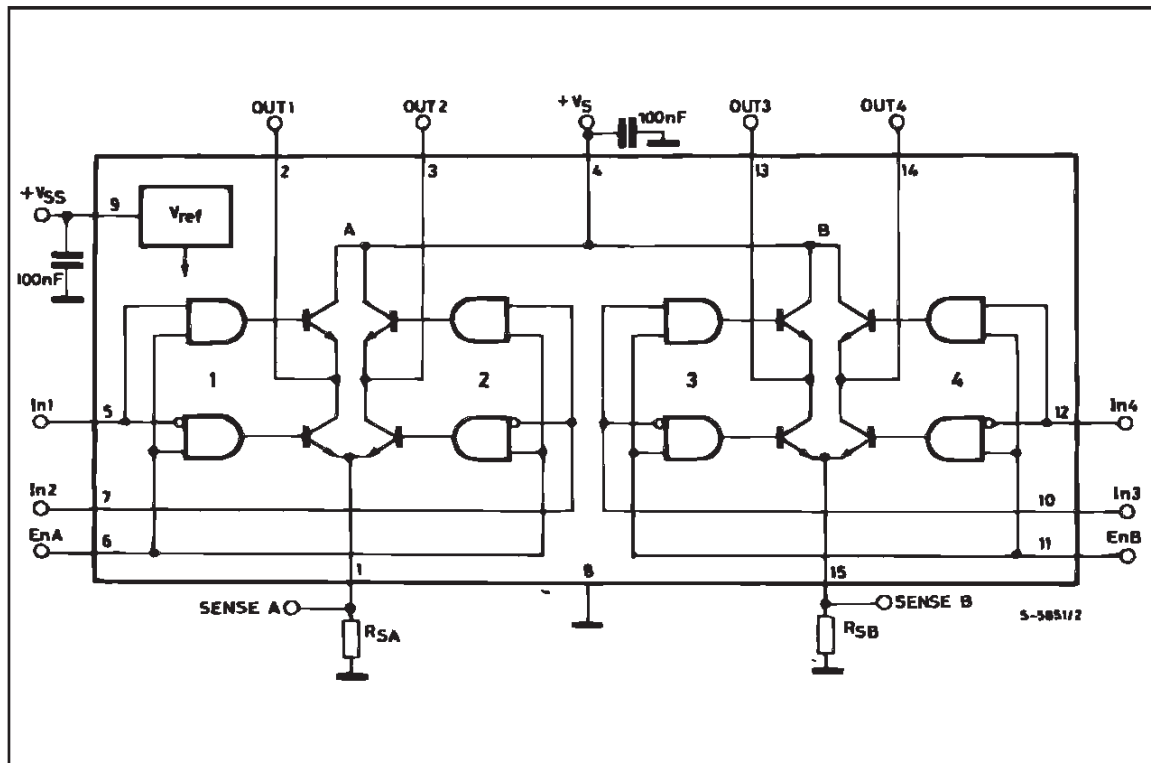 OUT1 OUT2 +VS 100nF OUT3 OUT4
2 3 4 13 14
+VSS 9 Vref
A B
100nF
1 2 3 4
In1 5 12 In4
In2 7 10 In3
EnA 6 11 EnB
1 8 15
SENSE A SENSE B
RSA RSB
S-5851/2